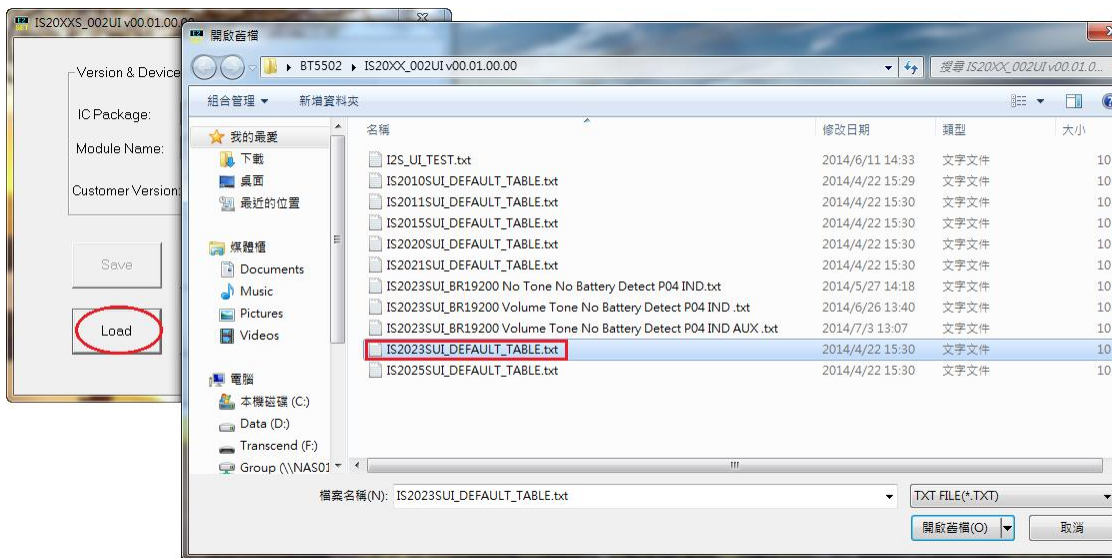 IS20XXS_002UI v00.01.00.00
Version & Device
IC Package:
Module Name:
Customer Version:
Save
Load
開啟舊檔
BT5502 IS20XX_002UI v00.01.00.00
搜尋 IS20XX_002UI v00.01.0...
組合管理 新增資料夾
我的最愛
下載
桌面
最近的位置
媒體櫃
Documents
Music
Pictures
Videos
電腦
本機磁碟 (C:)
Data (D:)
Transcend (F:)
Group (\\NAS01
名稱 修改日期 類型 大小
I2S_UI_TEST.txt 2014/6/11 14:33 文字文件 10
IS2010SUI_DEFAULT_TABLE.txt 2014/4/22 15:29 文字文件 10
IS2011SUI_DEFAULT_TABLE.txt 2014/4/22 15:30 文字文件 10
IS2015SUI_DEFAULT_TABLE.txt 2014/4/22 15:30 文字文件 10
IS2020SUI_DEFAULT_TABLE.txt 2014/4/22 15:30 文字文件 10
IS2021SUI_DEFAULT_TABLE.txt 2014/4/22 15:30 文字文件 10
IS2023SUI_BR19200 No Tone No Battery Detect P04 IND.txt 2014/5/27 14:18 文字文件 10
IS2023SUI_BR19200 Volume Tone No Battery Detect P04 IND .txt 2014/6/26 13:40 文字文件 10
IS2023SUI_BR19200 Volume Tone No Battery Detect P04 IND AUX .txt 2014/7/3 13:07 文字文件 10
IS2023SUI_DEFAULT_TABLE.txt 2014/4/22 15:30 文字文件 10
IS2025SUI_DEFAULT_TABLE.txt 2014/4/22 15:30 文字文件 10
檔案名稱(N): IS2023SUI_DEFAULT_TABLE.txt TXT FILE(*.TXT)
開啟舊檔(O) 取消